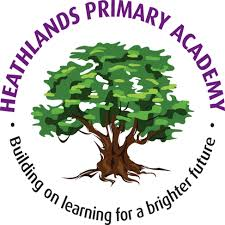 HEATHLANDS PRIMARY ACADEMY
• Building on learning for a brighter future •